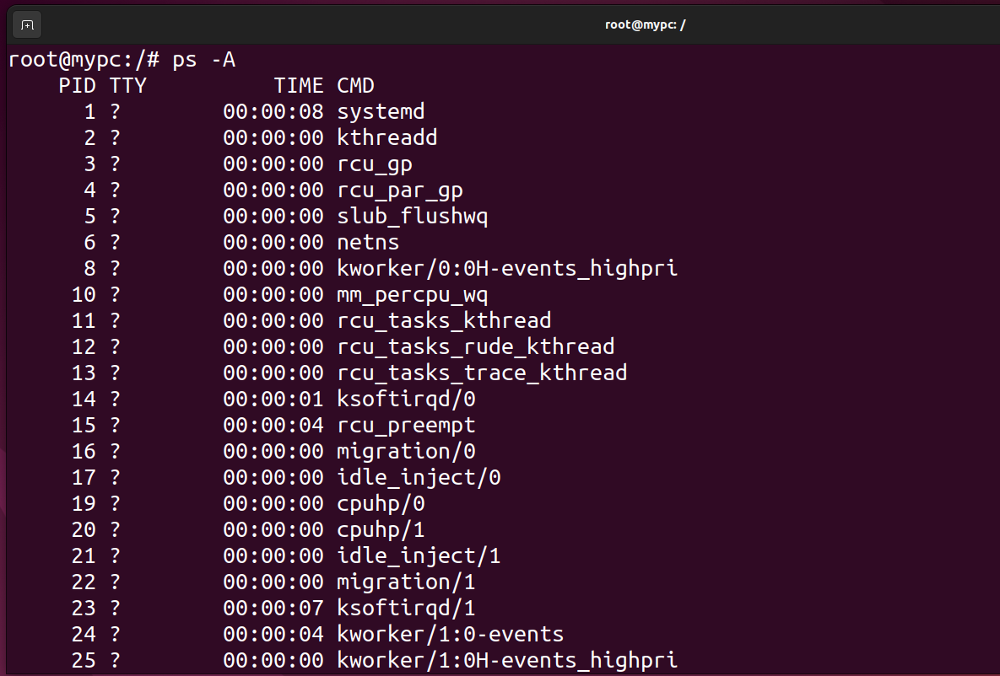 root@mypc: /
root@mypc:/# ps -A
    PID TTY          TIME CMD
      1 ?        00:00:08 systemd
      2 ?        00:00:00 kthreadd
      3 ?        00:00:00 rcu_gp
      4 ?        00:00:00 rcu_par_gp
      5 ?        00:00:00 slub_flushwq
      6 ?        00:00:00 netns
      8 ?        00:00:00 kworker/0:0H-events_highpri
     10 ?        00:00:00 mm_percpu_wq
     11 ?        00:00:00 rcu_tasks_kthread
     12 ?        00:00:00 rcu_tasks_rude_kthread
     13 ?        00:00:00 rcu_tasks_trace_kthread
     14 ?        00:00:01 ksoftirqd/0
     15 ?        00:00:04 rcu_preempt
     16 ?        00:00:00 migration/0
     17 ?        00:00:00 idle_inject/0
     19 ?        00:00:00 cpuhp/0
     20 ?        00:00:00 cpuhp/1
     21 ?        00:00:00 idle_inject/1
     22 ?        00:00:00 migration/1
     23 ?        00:00:07 ksoftirqd/1
     24 ?        00:00:04 kworker/1:0-events
     25 ?        00:00:00 kworker/1:0H-events_highpri